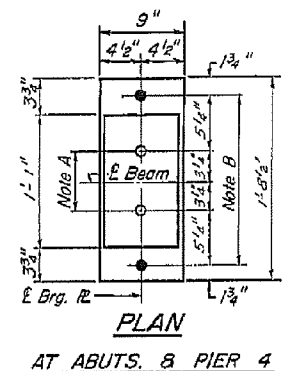 9"
4½" 4½"
1¾"
3¾"
5¼"
Note A
3¼"
℄ Beam
Note B
1'-1"
3¼"
1'-8½"
5¼"
3¾"
℄ Brg. ℙL
1¾"
PLAN
AT ABUTS. & PIER 4